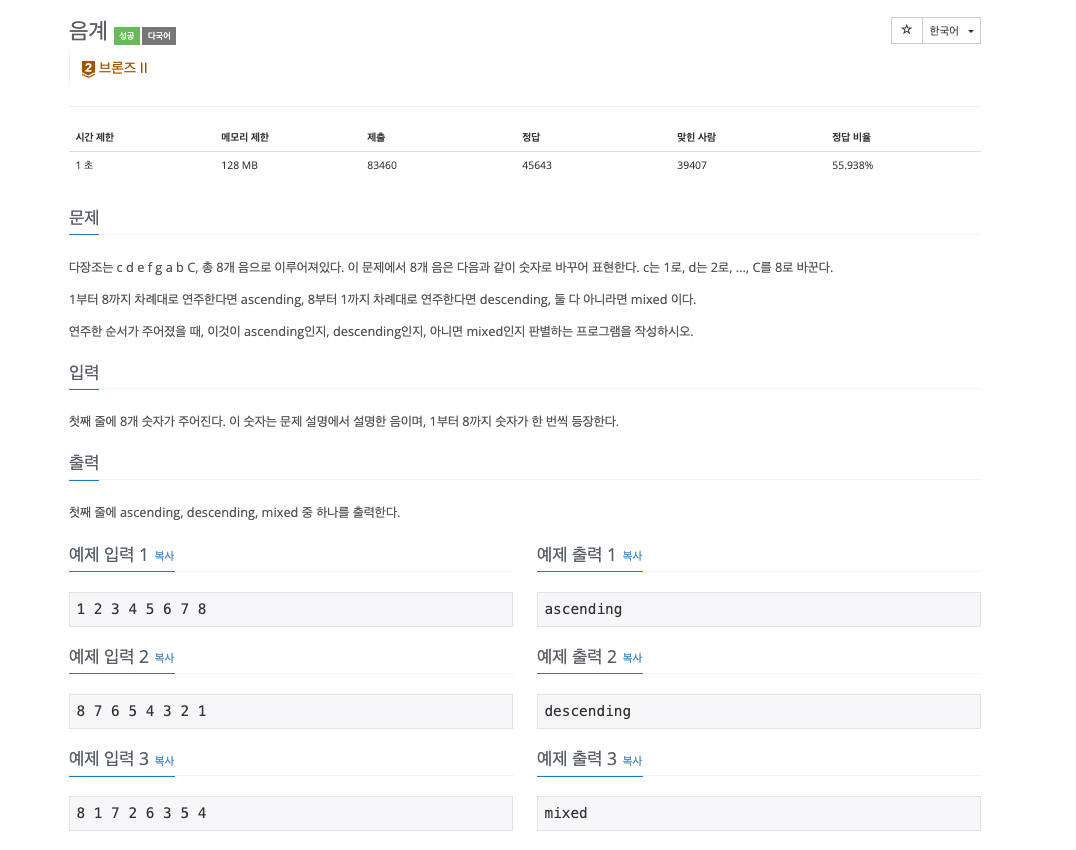 음계 성공 다국어
☆ 한국어
2 브론즈 II
시간 제한 메모리 제한 제출 정답 맞힌 사람 정답 비율
1 초 128 MB 83460 45643 39407 55.938%
문제
다장조는 c d e f g a b C, 총 8개 음으로 이루어져있다. 이 문제에서 8개 음은 다음과 같이 숫자로 바꾸어 표현한다. c는 1로, d는 2로, ..., C를 8로 바꾼다.
1부터 8까지 차례대로 연주한다면 ascending, 8부터 1까지 차례대로 연주한다면 descending, 둘 다 아니라면 mixed 이다.
연주한 순서가 주어졌을 때, 이것이 ascending인지, descending인지, 아니면 mixed인지 판별하는 프로그램을 작성하시오.
입력
첫째 줄에 8개 숫자가 주어진다. 이 숫자는 문제 설명에서 설명한 음이며, 1부터 8까지 숫자가 한 번씩 등장한다.
출력
첫째 줄에 ascending, descending, mixed 중 하나를 출력한다.
예제 입력 1 복사
1 2 3 4 5 6 7 8
예제 출력 1 복사
ascending
예제 입력 2 복사
8 7 6 5 4 3 2 1
예제 출력 2 복사
descending
예제 입력 3 복사
8 1 7 2 6 3 5 4
예제 출력 3 복사
mixed